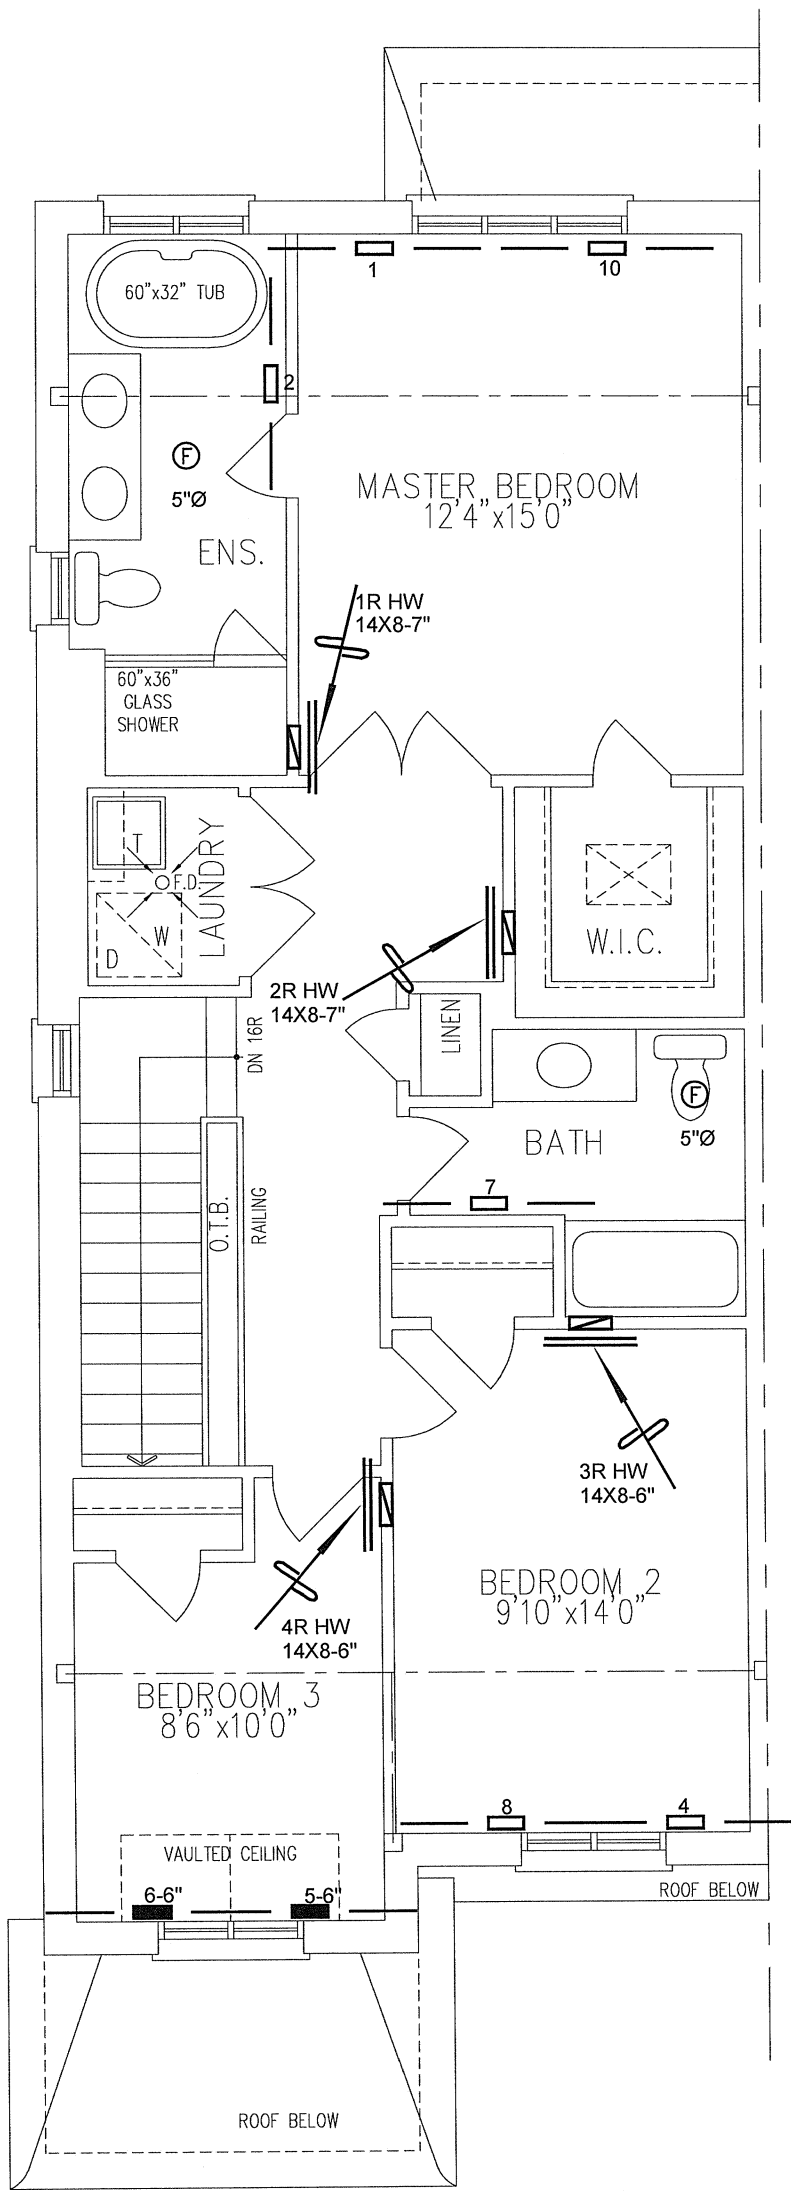 1
10
60"x32" TUB
2
F
5"Ø
MASTER BEDROOM
12'4"x15'0"
ENS.
1R HW
14X8-7"
60"x36"
GLASS
SHOWER
T
F.D.
LAUNDRY
W
D
W.I.C.
2R HW
14X8-7"
LINEN
DN 16R
F
5"Ø
BATH
7
O.T.B.
RAILING
3R HW
14X8-6"
BEDROOM 2
9'10"x14'0"
4R HW
14X8-6"
BEDROOM 3
8'6"x10'0"
8
4
VAULTED CEILING
6-6"
5-6"
ROOF BELOW
ROOF BELOW